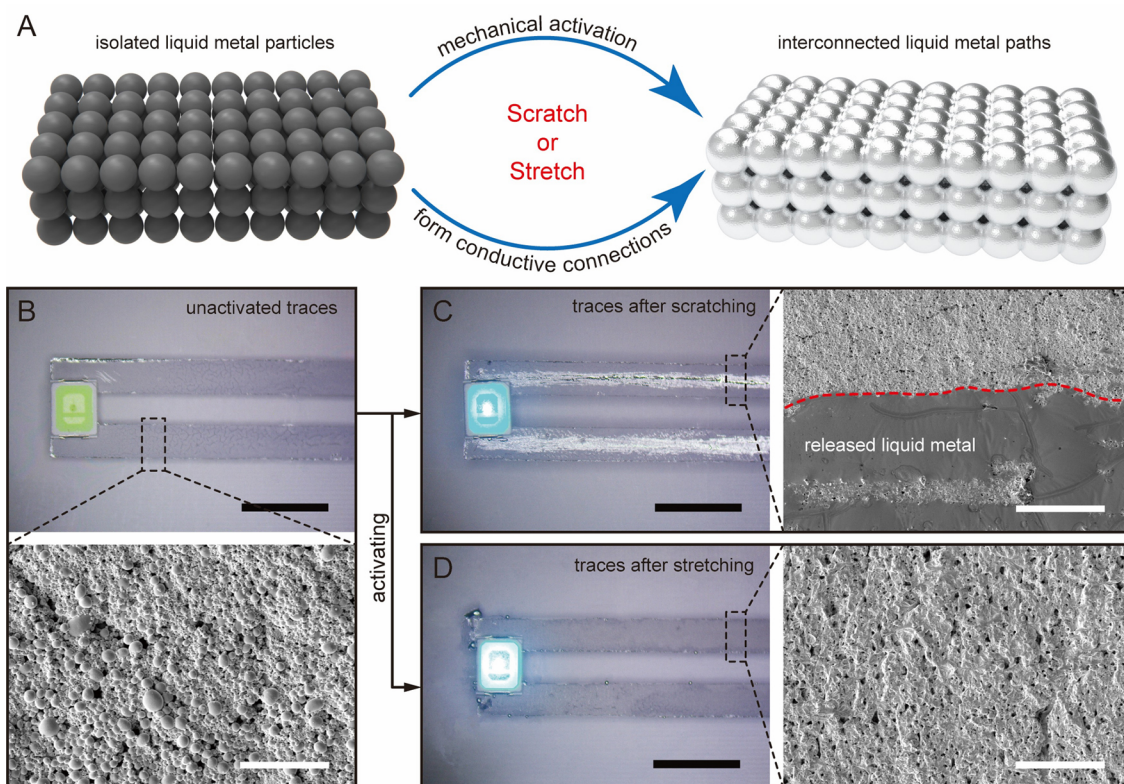 A
isolated liquid metal particles
mechanical activation
Scratch
or
Stretch
form conductive connections
interconnected liquid metal paths
B
unactivated traces
activating
C
traces after scratching
released liquid metal
D
traces after stretching